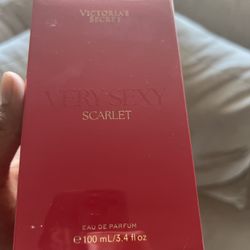 VICTORIA'S SECRET
VERY SEXY
SCARLET
EAU DE PARFUM
℮ 100 mL/3.4 fl oz